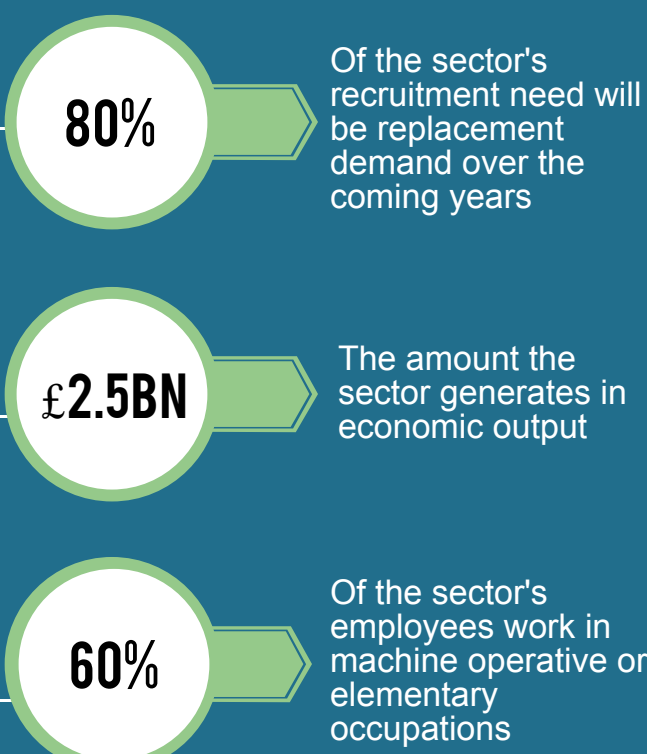 80%
Of the sector's
recruitment need will
be replacement
demand over the
coming years
£2.5BN
The amount the
sector generates in
economic output
60%
Of the sector's
employees work in
machine operative or
elementary
occupations